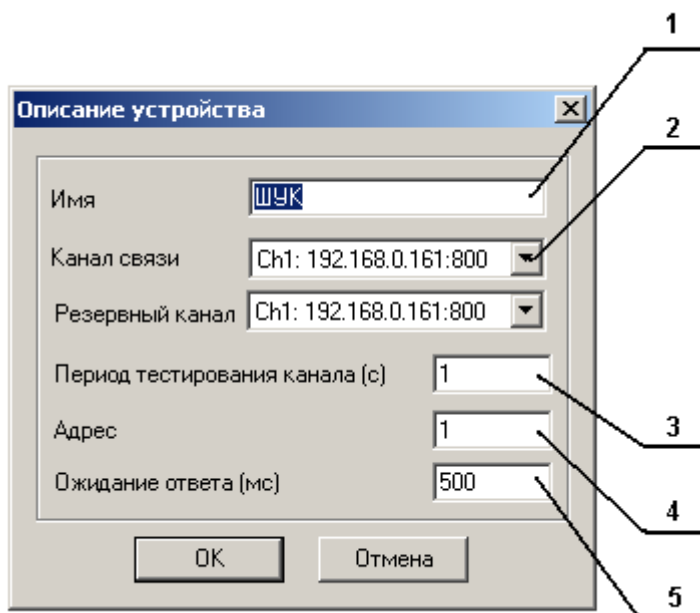 1
Описание устройства
2
Имя ШУК
Канал связи Ch1: 192.168.0.161:800
Резервный канал Ch1: 192.168.0.161:800
Период тестирования канала (с) 1
3
Адрес 1
Ожидание ответа (мс) 500
4
OK Отмена
5